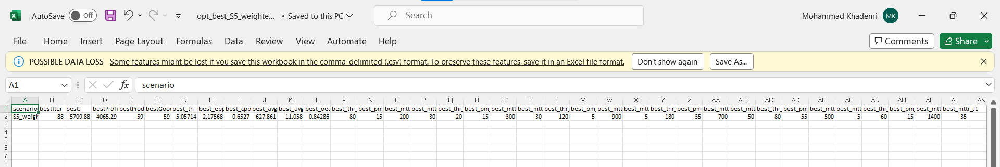 AutoSave Off opt_best_S5_weighte... • Saved to this PC Search Mohammad Khademi MK
File Home Insert Page Layout Formulas Data Review View Automate Help Comments Share
POSSIBLE DATA LOSS Some features might be lost if you save this workbook in the comma-delimited (.csv) format. To preserve these features, save it in an Excel file format. Don't show again Save As...
A1 fx scenario
A B C D E F G H I J K L M N O P Q R S T U V W X Y Z AA AB AC AD AE AF AG AH AI AJ AK
1 scenario bestIter bestJ bestProfi bestProd bestGoo best_th best_epp best_cpp best_avg best_avg best_oee best_thr_ best_pm_ best_mtt best_mtt best_thr_ best_pm_ best_mtt best_mtt best_thr_ best_pm_ best_mtt best_mtt best_thr_ best_pm_ best_mtt best_mtt best_thr_ best_pm_ best_mtt best_mtt best_thr_ best_pm_ best_mtt best_mttr_J1
2 S5_weigh 88 5709.88 4065.29 59 59 5.05714 2.17568 0.6527 627.861 11.058 0.84286 80 15 200 30 20 15 300 30 120 5 900 5 180 35 700 50 80 55 500 5 60 15 1400 35
3
4
5
6
7
8